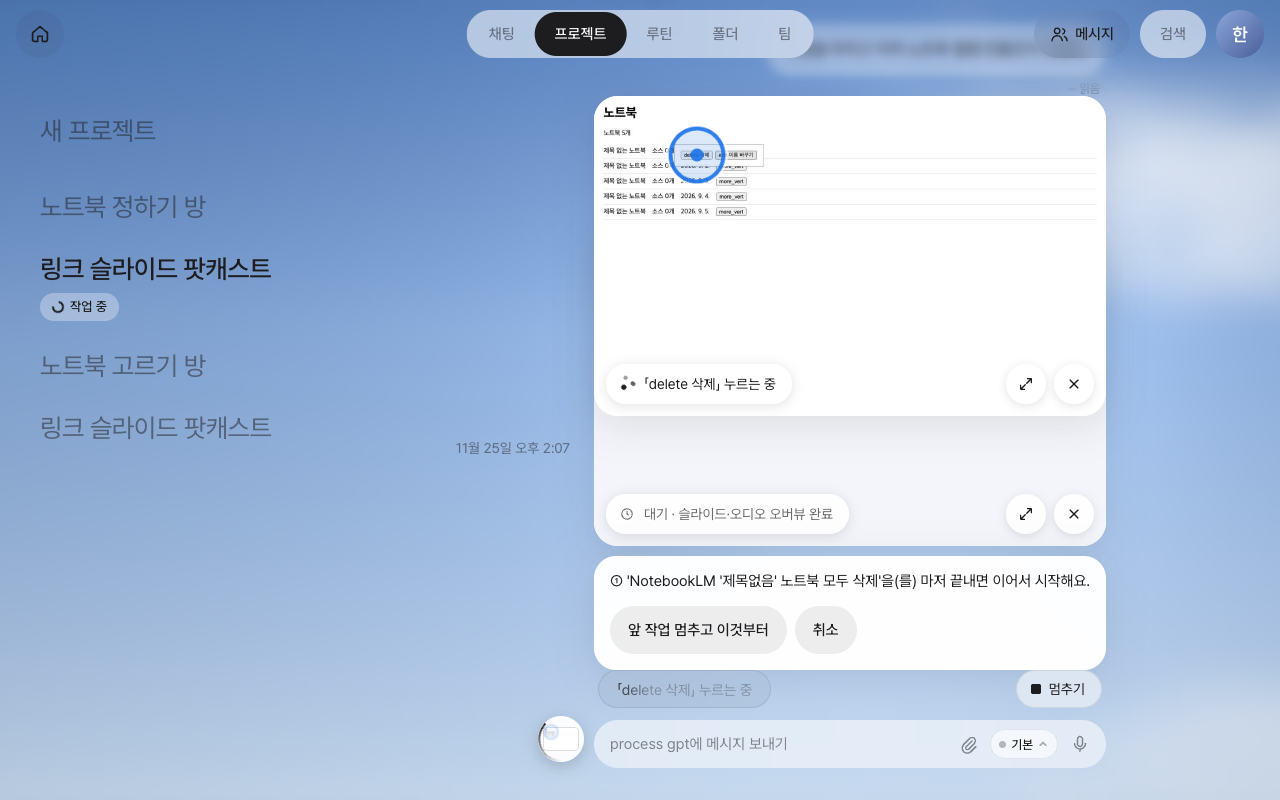 채팅
프로젝트
루틴
폴더
팀
메시지
검색
한
새 프로젝트
노트북 정하기 방
링크 슬라이드 팟캐스트
작업 중
노트북 고르기 방
링크 슬라이드 팟캐스트
11월 25일 오후 2:07
읽음
노트북
노트북 5개
제목 없는 노트북 소스 0
제목 없는 노트북 소스 0
제목 없는 노트북 소스 0개 more_vert
제목 없는 노트북 소스 0개 2026. 9. 4. more_vert
제목 없는 노트북 소스 0개 2026. 9. 5. more_vert
「delete 삭제」 누르는 중
대기 · 슬라이드·오디오 오버뷰 완료
'NotebookLM '제목없음' 노트북 모두 삭제'을(를) 마저 끝내면 이어서 시작해요.
앞 작업 멈추고 이것부터
취소
「delete 삭제」 누르는 중
멈추기
process gpt에 메시지 보내기
기본